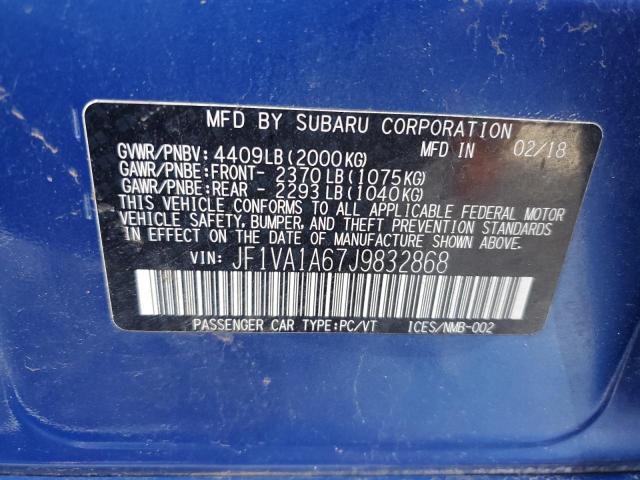 MFD BY SUBARU CORPORATION
GVWR/PNBV: 4409LB(2000KG) MFD IN 02/18
GAWR/PNBE:FRONT- 2370LB(1075KG)
GAWR/PNBE:REAR - 2293LB(1040KG)
THIS VEHICLE CONFORMS TO ALL APPLICABLE FEDERAL MOTOR
VEHICLE SAFETY, BUMPER, AND THEFT PREVENTION STANDARDS
IN EFFECT ON THE DATE OF MANUFACTURE SHOWN ABOVE.
VIN: JF1VA1A67J9832868
PASSENGER CAR TYPE:PC/VT ICES/NMB-002